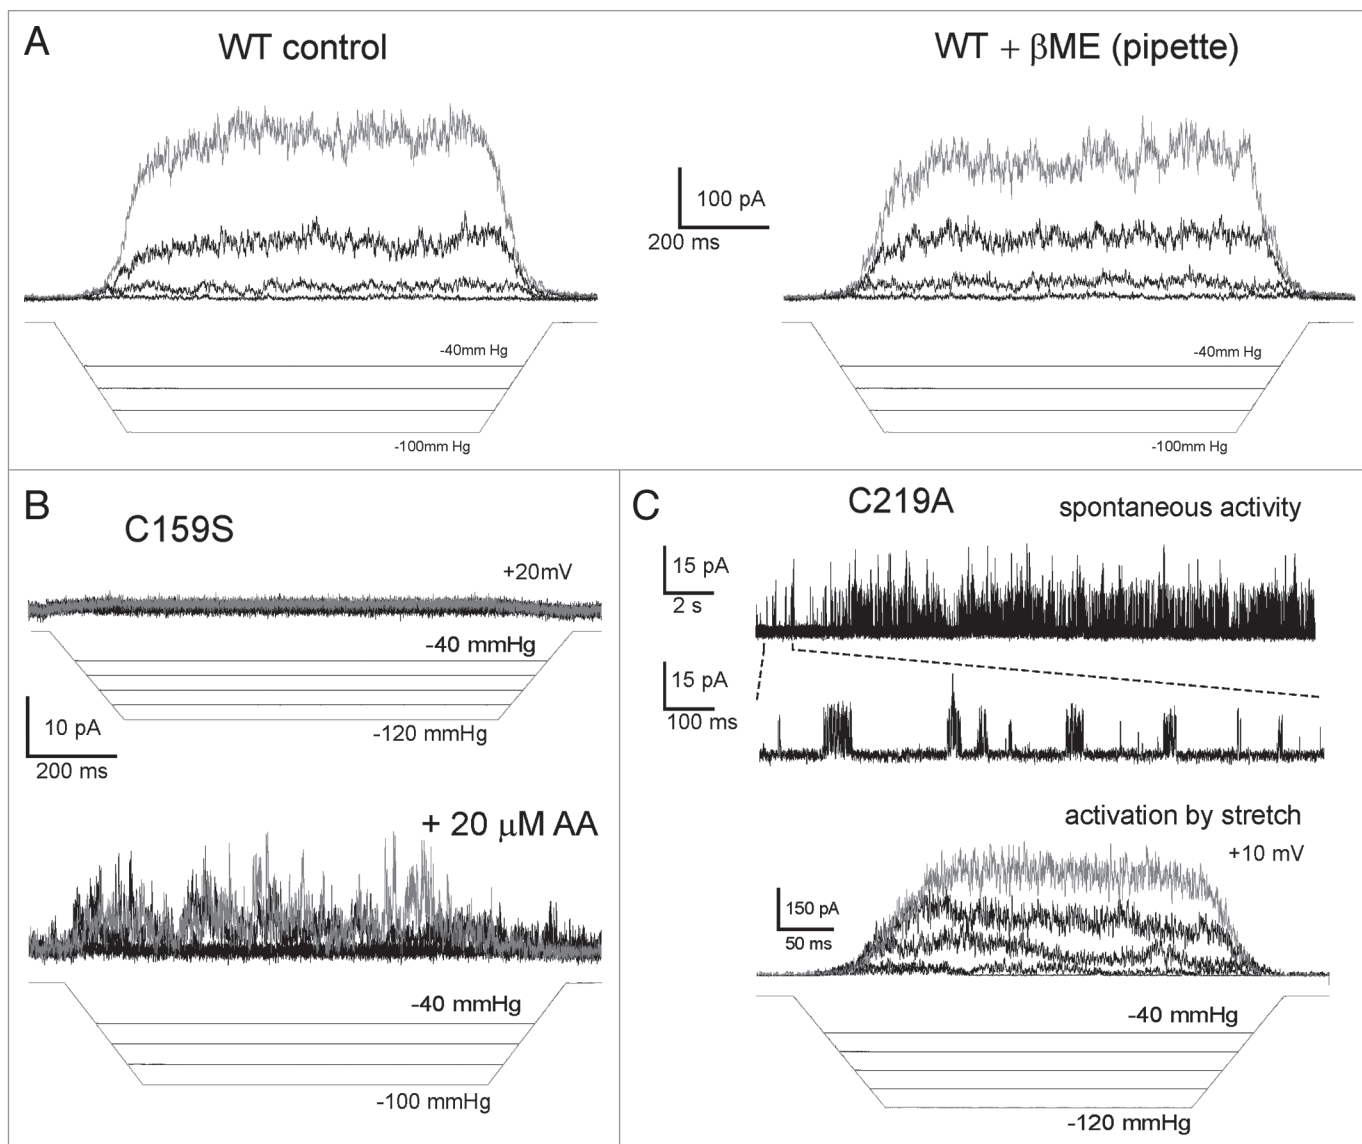 A
WT control
WT + βME (pipette)
100 pA
200 ms
-40mm Hg
-100mm Hg
-40mm Hg
-100mm Hg
B
C159S
+20mV
-40 mmHg
-120 mmHg
10 pA
200 ms
+ 20 µM AA
-40 mmHg
-100 mmHg
C
C219A
spontaneous activity
15 pA
2 s
15 pA
100 ms
activation by stretch
+10 mV
150 pA
50 ms
-40 mmHg
-120 mmHg